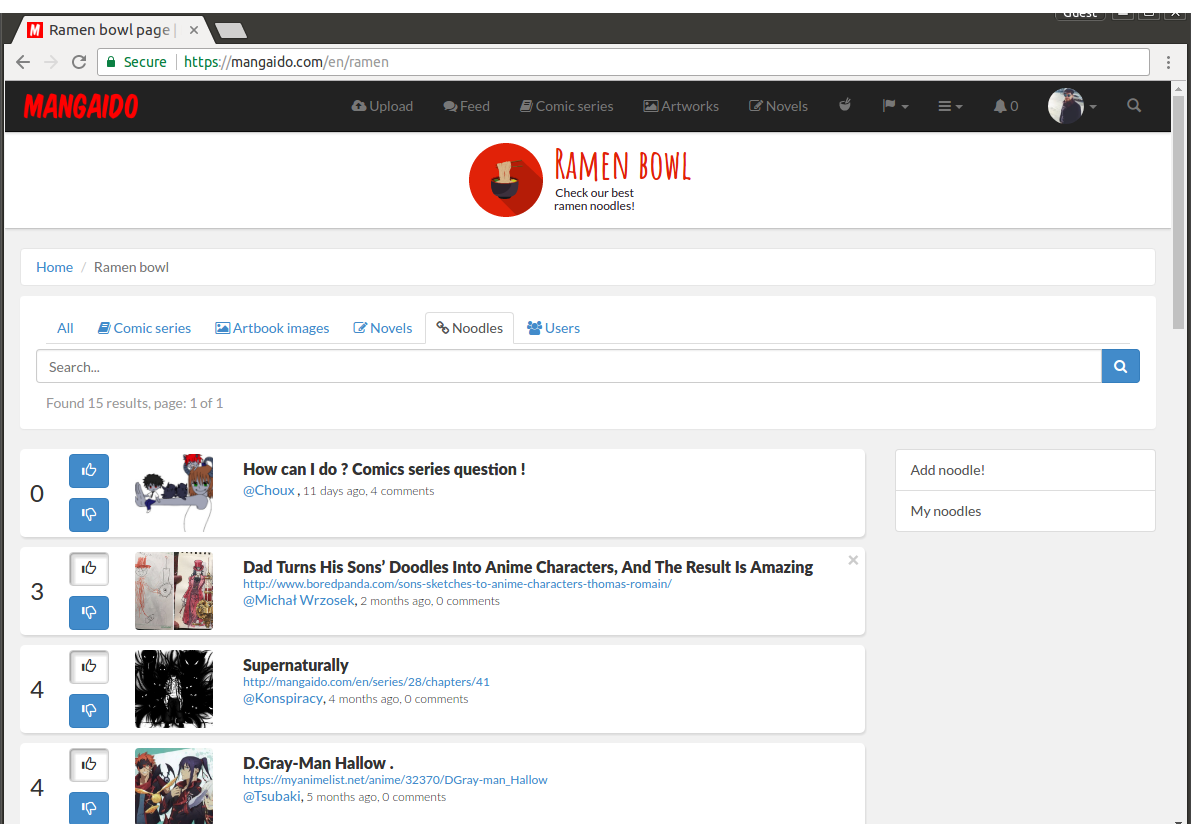 Guest
Ramen bowl page |
Secure https://mangaido.com/en/ramen
MANGAIDO Upload Feed Comic series Artworks Novels 0
RAMEN BOWL
Check our best
ramen noodles!
Home / Ramen bowl
All Comic series Artbook images Novels Noodles Users
Search...
Found 15 results, page: 1 of 1
0
How can I do ? Comics series question !
@Choux , 11 days ago, 4 comments
Add noodle!
My noodles
3
Dad Turns His Sons’ Doodles Into Anime Characters, And The Result Is Amazing ×
http://www.boredpanda.com/sons-sketches-to-anime-characters-thomas-romain/
@Michał Wrzosek, 2 months ago, 0 comments
4
Supernaturally
http://mangaido.com/en/series/28/chapters/41
@Konspiracy, 4 months ago, 0 comments
4
D.Gray-Man Hallow .
https://myanimelist.net/anime/32370/DGray-man_Hallow
@Tsubaki, 5 months ago, 0 comments